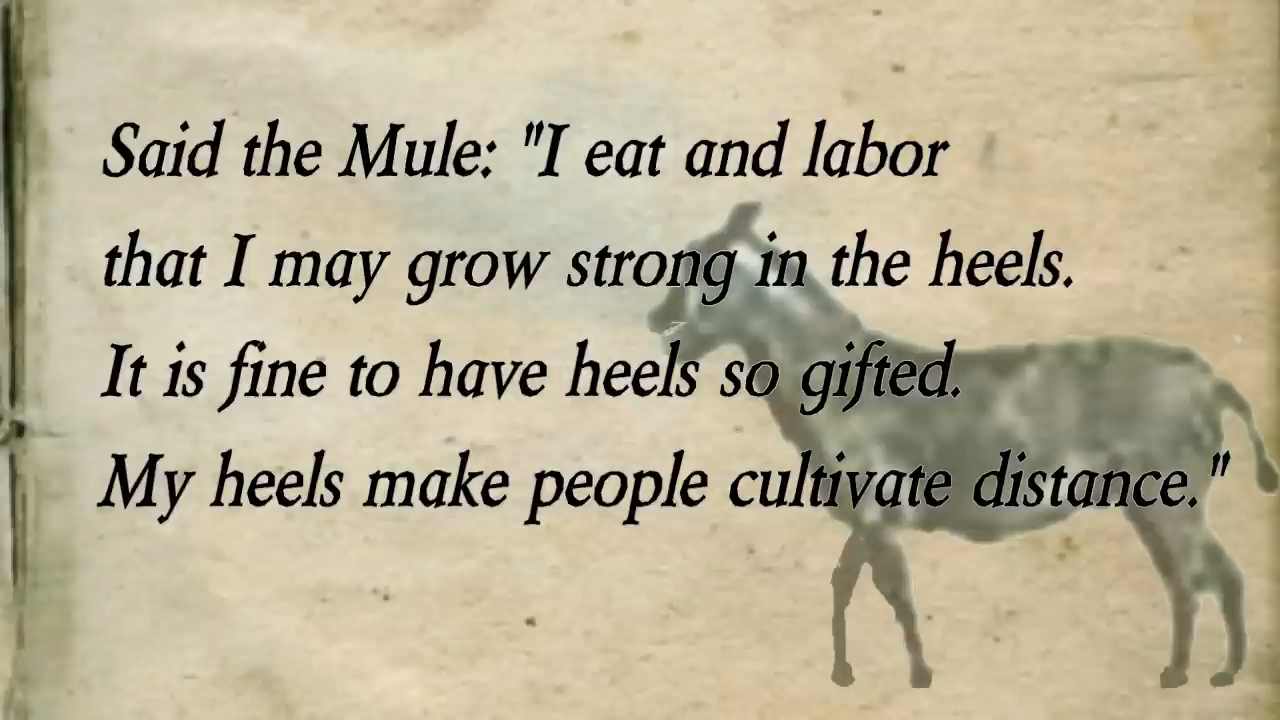 Said the Mule: "I eat and labor
that I may grow strong in the heels.
It is fine to have heels so gifted.
My heels make people cultivate distance."